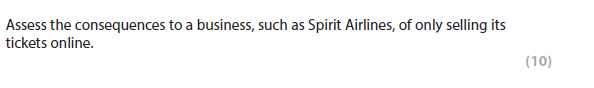 Assess the consequences to a business, such as Spirit Airlines, of only selling its
tickets online.
(10)